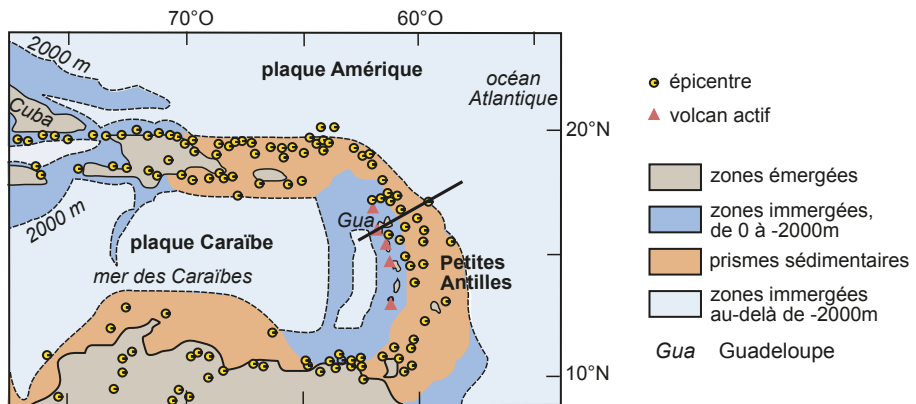 70°O
60°O
2000 m
plaque Amérique
océan
Atlantique
Cuba
20°N
2000 m
Gua
plaque Caraïbe
mer des Caraïbes
Petites
Antilles
10°N
épicentre
volcan actif
zones émergées
zones immergées,
de 0 à -2000m
prismes sédimentaires
zones immergées
au-delà de -2000m
Gua Guadeloupe